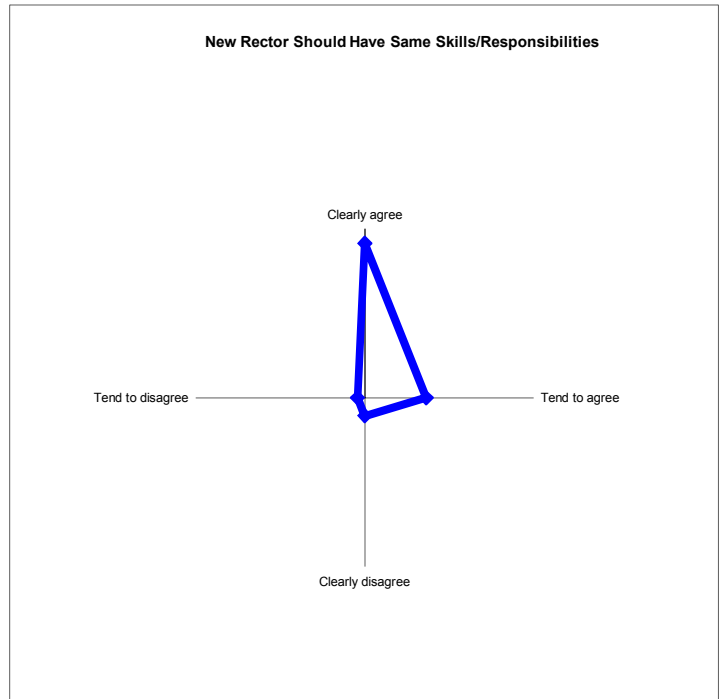 New Rector Should Have Same Skills/Responsibilities
Clearly agree
Tend to disagree
Tend to agree
Clearly disagree